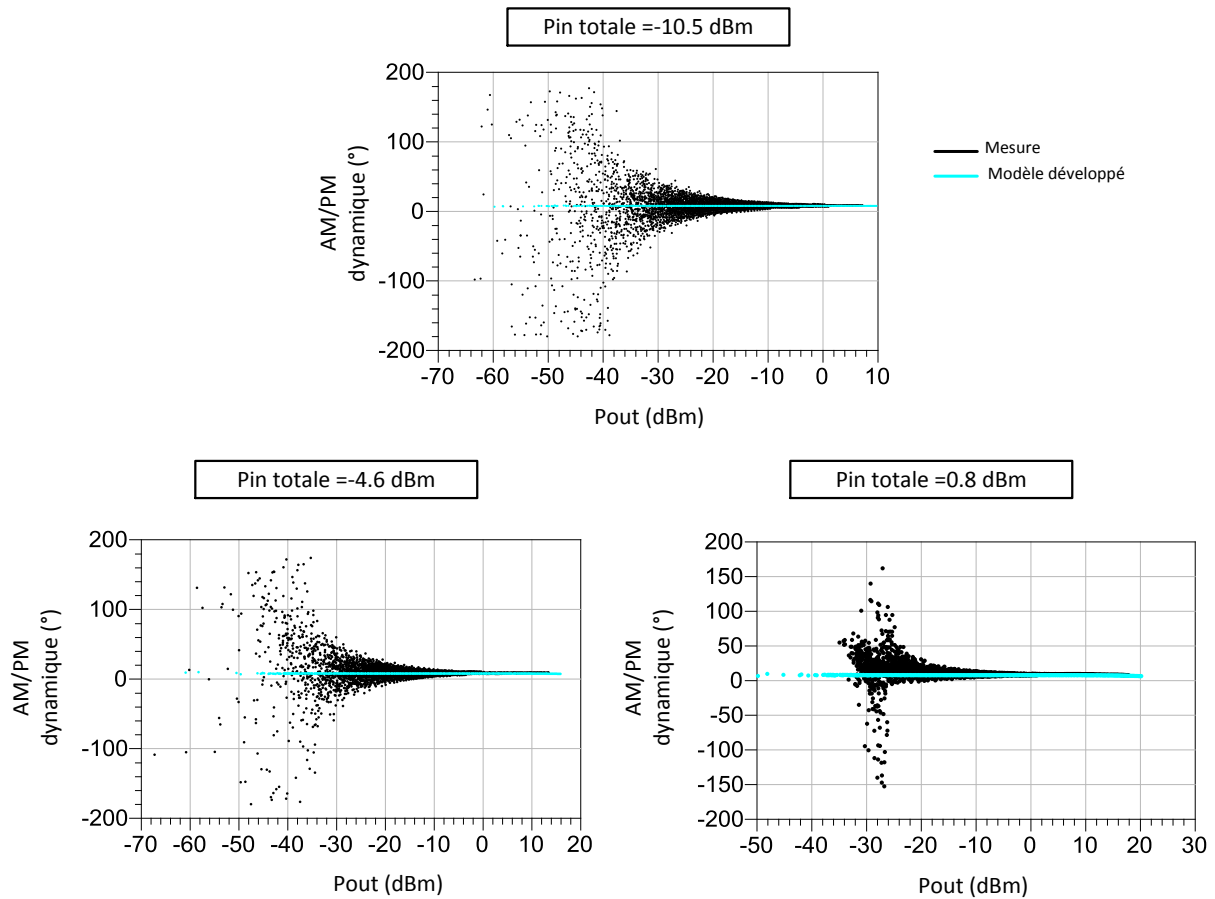 Pin totale =-10.5 dBm
200
100
0
-100
-200
AM/PM
dynamique (°)
-70 -60 -50 -40 -30 -20 -10 0 10
Pout (dBm)
Mesure
Modèle développé
Pin totale =-4.6 dBm
200
100
0
-100
-200
AM/PM
dynamique (°)
-70 -60 -50 -40 -30 -20 -10 0 10 20
Pout (dBm)
Pin totale =0.8 dBm
200
150
100
50
0
-50
-100
-150
-200
AM/PM
dynamique (°)
-50 -40 -30 -20 -10 0 10 20 30
Pout (dBm)